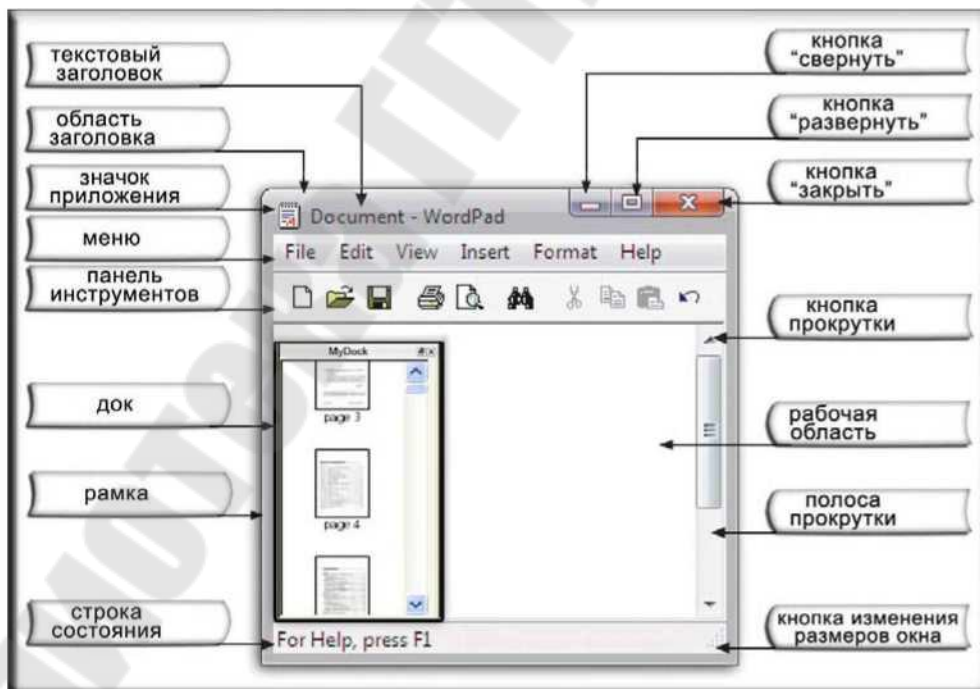 текстовый
заголовок
область
заголовка
значок
приложения
меню
панель
инструментов
док
рамка
строка
состояния
кнопка
“свернуть”
кнопка
“развернуть”
кнопка
“закрыть”
кнопка
прокрутки
рабочая
область
полоса
прокрутки
кнопка изменения
размеров окна
Document - WordPad
File Edit View Insert Format Help
MyDock
page 3
page 4
For Help, press F1